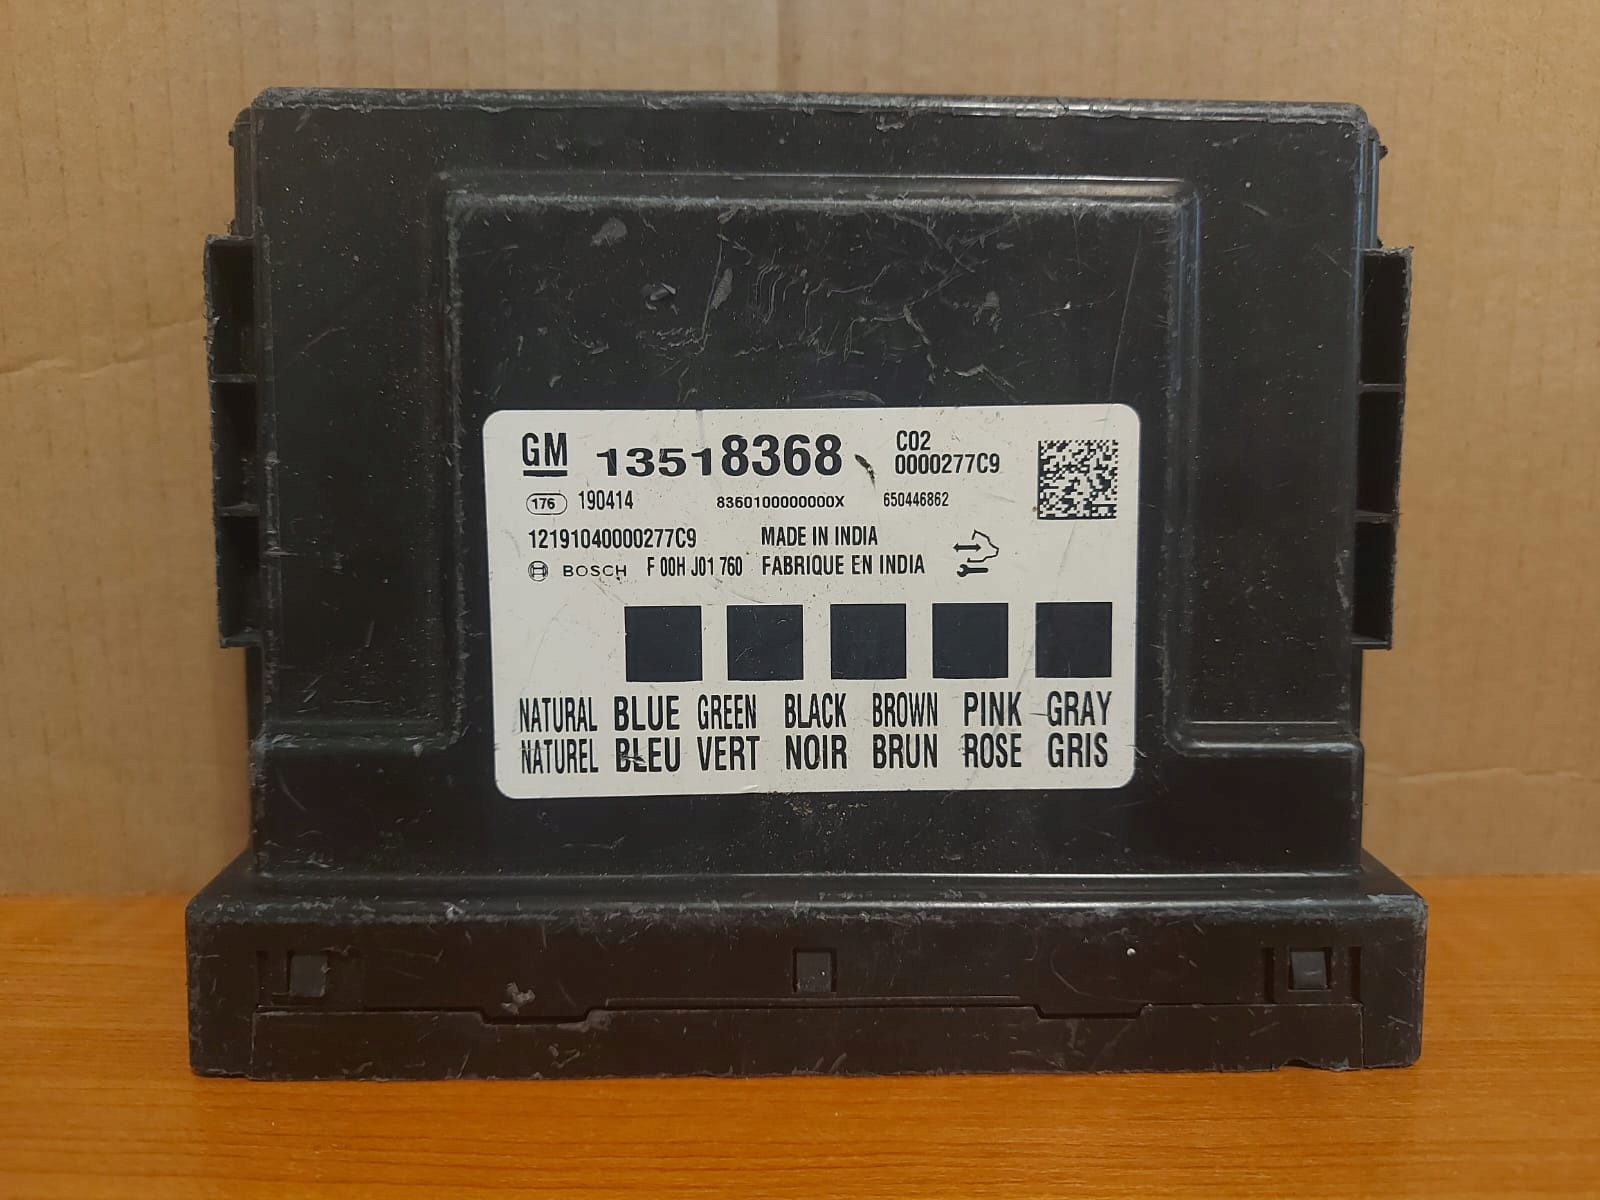 GM 13518368 C02
0000277C9
176 190414 8360100000000X 650446862
12191040000277C9 MADE IN INDIA
BOSCH F 00H J01 760 FABRIQUE EN INDIA
NATURAL BLUE GREEN BLACK BROWN PINK GRAY
NATUREL BLEU VERT NOIR BRUN ROSE GRIS